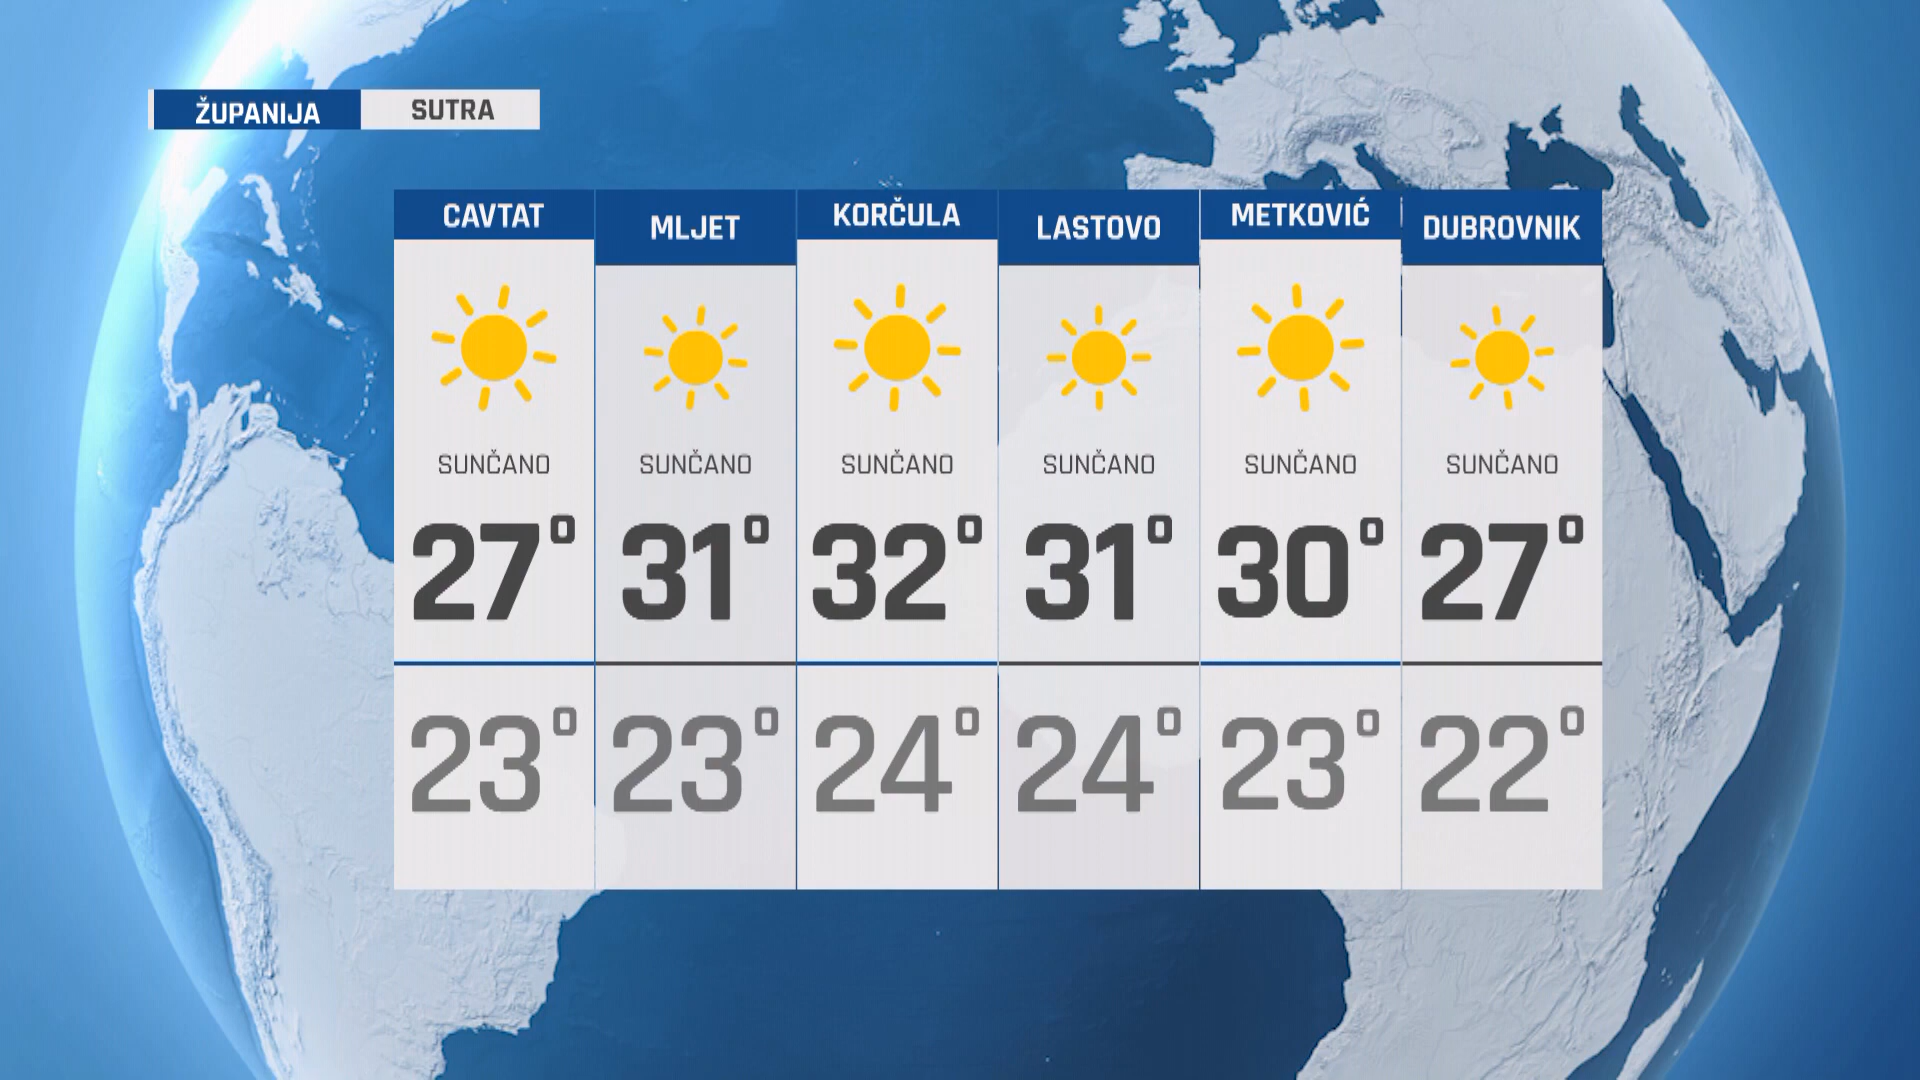 ŽUPANIJA SUTRA
CAVTAT MLJET KORČULA LASTOVO METKOVIĆ DUBROVNIK
SUNČANO SUNČANO SUNČANO SUNČANO SUNČANO SUNČANO
27° 31° 32° 31° 30° 27°
23° 23° 24° 24° 23° 22°